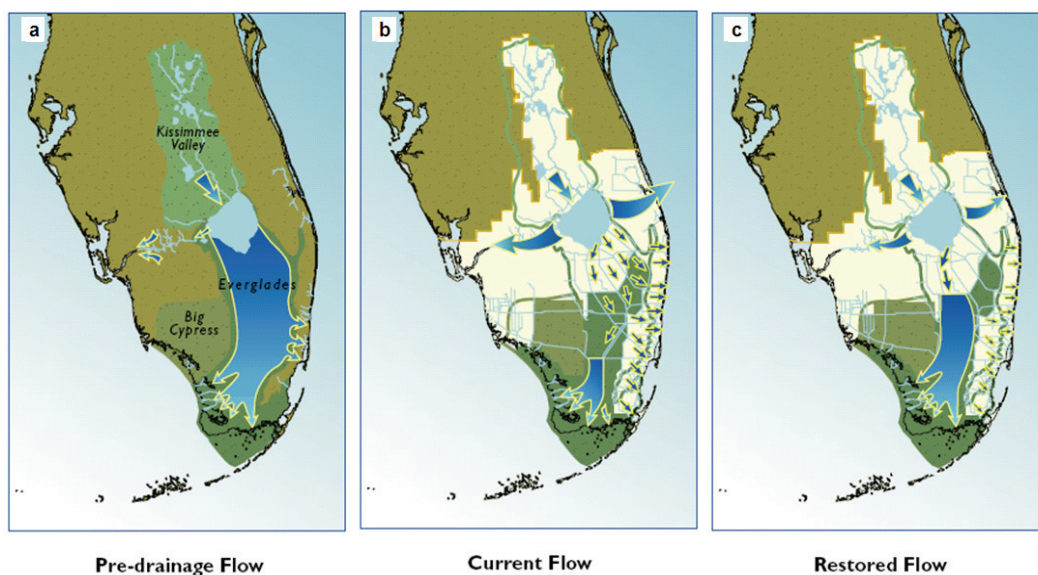 a
b
c
Kissimmee
Valley
Everglades
Big
Cypress
Pre-drainage Flow
Current Flow
Restored Flow